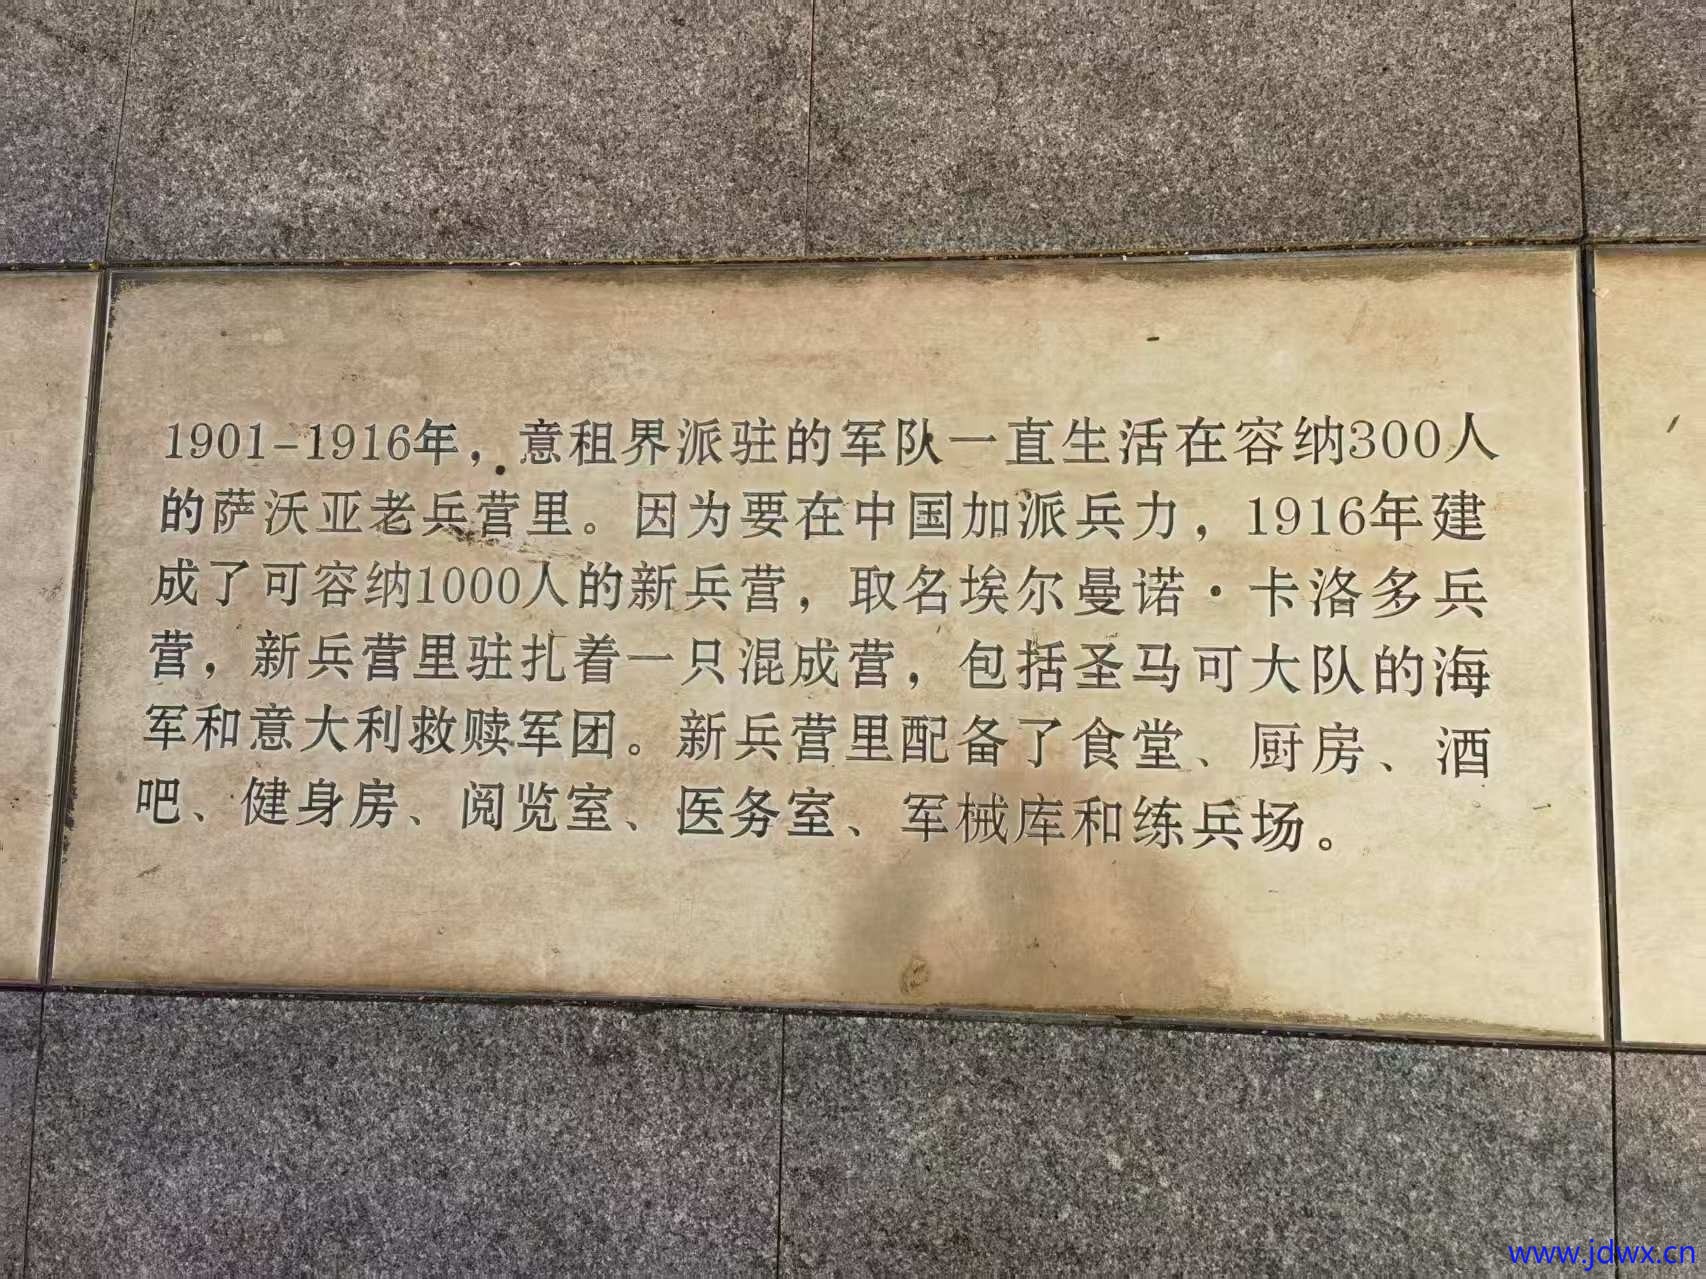 1901-1916年，意租界派驻的军队一直生活在容纳300人
的萨沃亚老兵营里。因为要在中国加派兵力，1916年建
成了可容纳1000人的新兵营，取名埃尔曼诺·卡洛多兵
营，新兵营里驻扎着一只混成营，包括圣马可大队的海
军和意大利救赎军团。新兵营里配备了食堂、厨房、酒
吧、健身房、阅览室、医务室、军械库和练兵场。
www.jdwx.cn